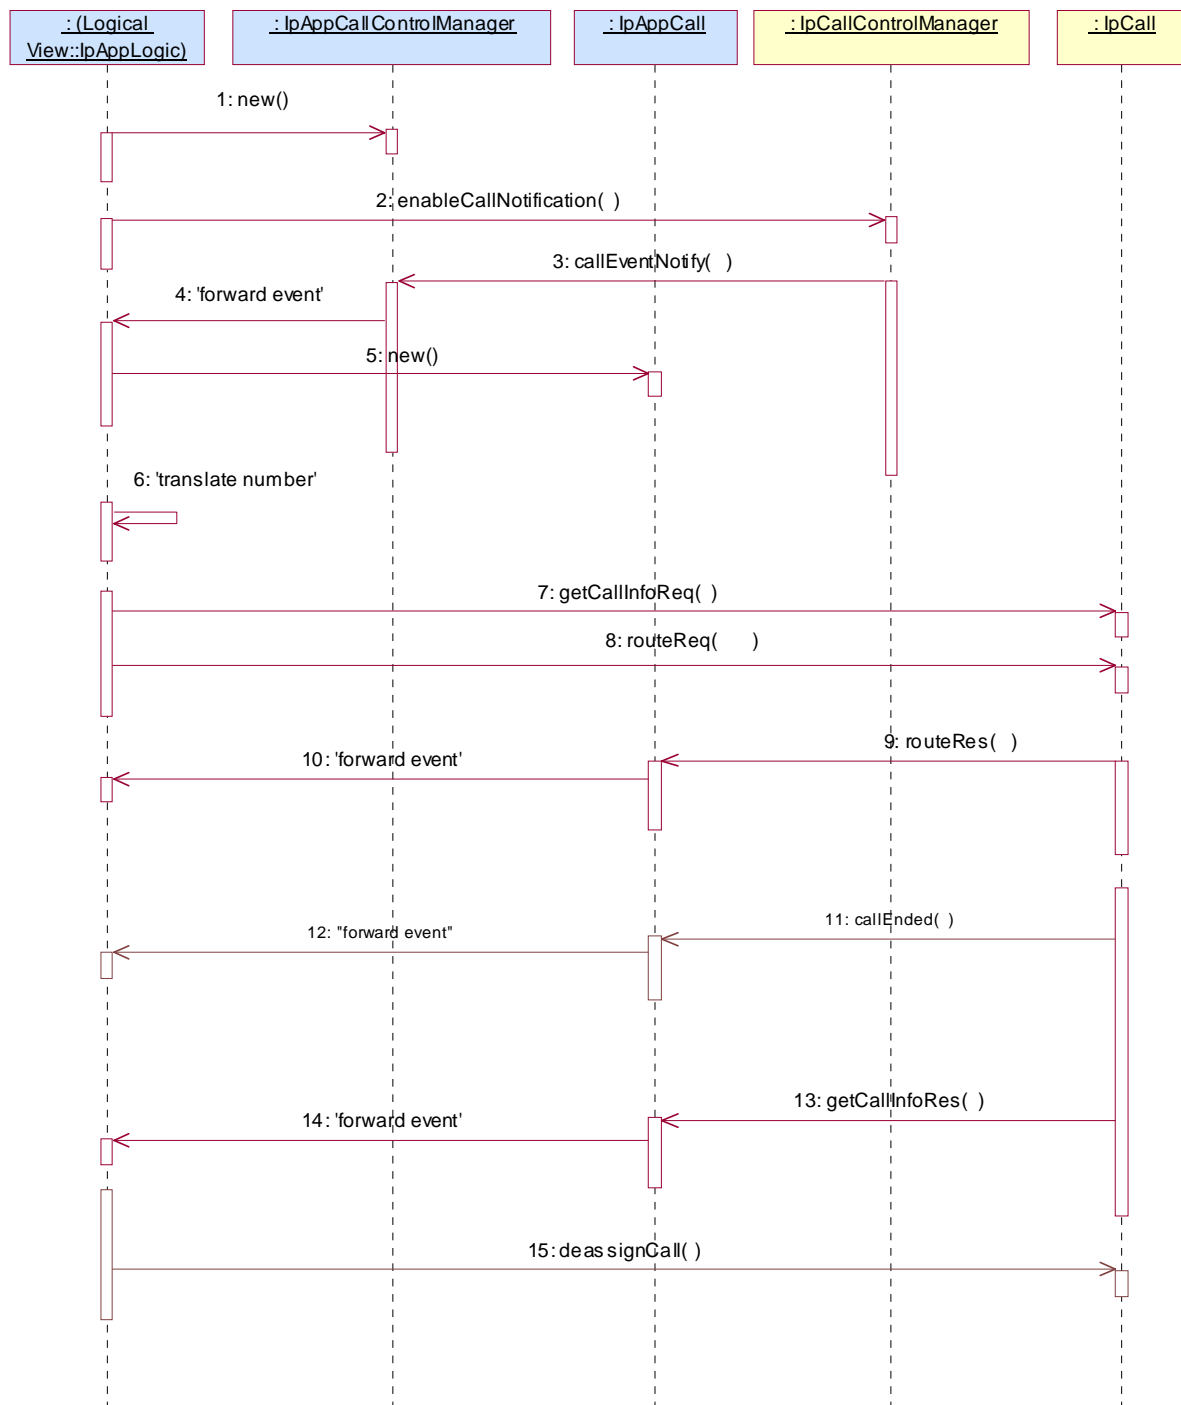 : (Logical
View::IpAppLogic)
: IpAppCallControlManager
: IpAppCall
: IpCallControlManager
: IpCall
1: new()
2: enableCallNotification( )
3: callEventNotify( )
4: 'forward event'
5: new()
6: 'translate number'
7: getCallInfoReq( )
8: routeReq( )
9: routeRes( )
10: 'forward event'
11: callEnded( )
12: "forward event"
13: getCallInfoRes( )
14: 'forward event'
15: deassignCall( )